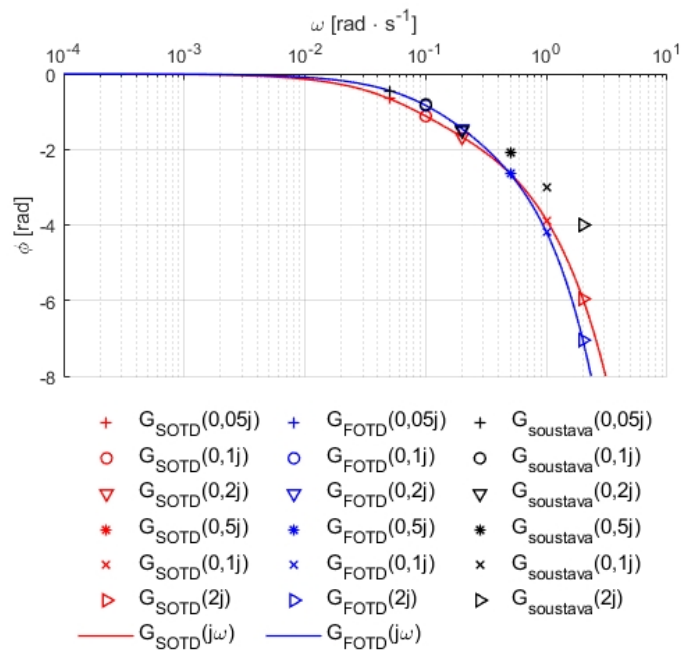 ω [rad · s⁻¹]
10⁻⁴ 10⁻³ 10⁻² 10⁻¹ 10⁰ 10¹
0
-2
-4
-6
-8
ϕ [rad]
G_SOTD(0,05j) G_FOTD(0,05j) G_soustava(0,05j)
G_SOTD(0,1j) G_FOTD(0,1j) G_soustava(0,1j)
G_SOTD(0,2j) G_FOTD(0,2j) G_soustava(0,2j)
G_SOTD(0,5j) G_FOTD(0,5j) G_soustava(0,5j)
G_SOTD(0,1j) G_FOTD(0,1j) G_soustava(0,1j)
G_SOTD(2j) G_FOTD(2j) G_soustava(2j)
G_SOTD(jω) G_FOTD(jω)